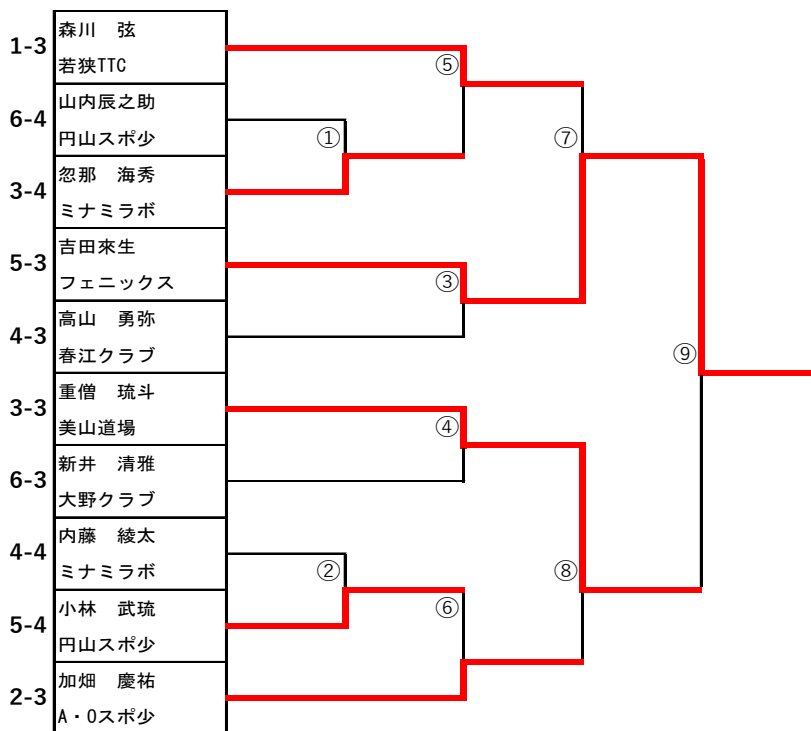 1-3
森川　弦
若狭TTC
⑤
6-4
山内辰之助
円山スポ少
①
⑦
3-4
忽那　海秀
ミナミラボ
5-3
吉田來生
フェニックス
③
4-3
高山　勇弥
春江クラブ
⑨
3-3
重僧　琉斗
美山道場
④
6-3
新井　清雅
大野クラブ
4-4
内藤　綾太
ミナミラボ
②
⑧
5-4
小林　武琉
円山スポ少
⑥
2-3
加畑　慶祐
A・Oスポ少